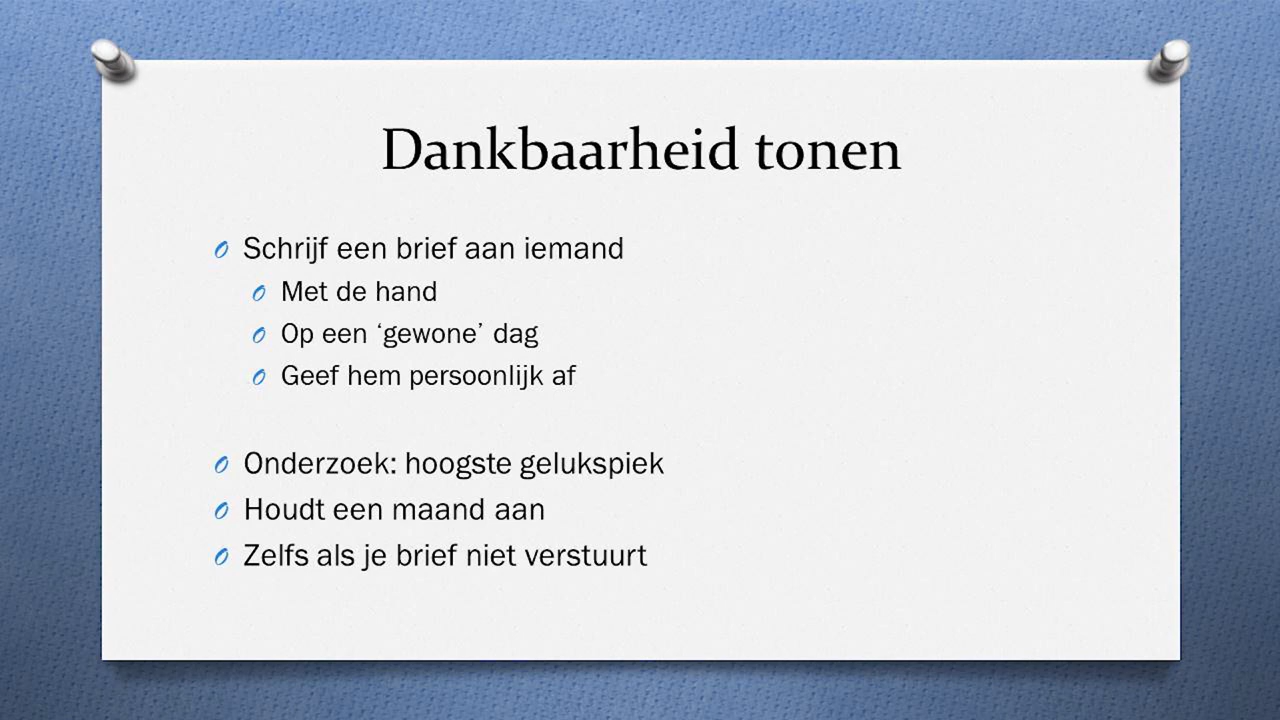 Dankbaarheid tonen
Schrijf een brief aan iemand
Met de hand
Op een ‘gewone’ dag
Geef hem persoonlijk af
Onderzoek: hoogste gelukspiek
Houdt een maand aan
Zelfs als je brief niet verstuurt